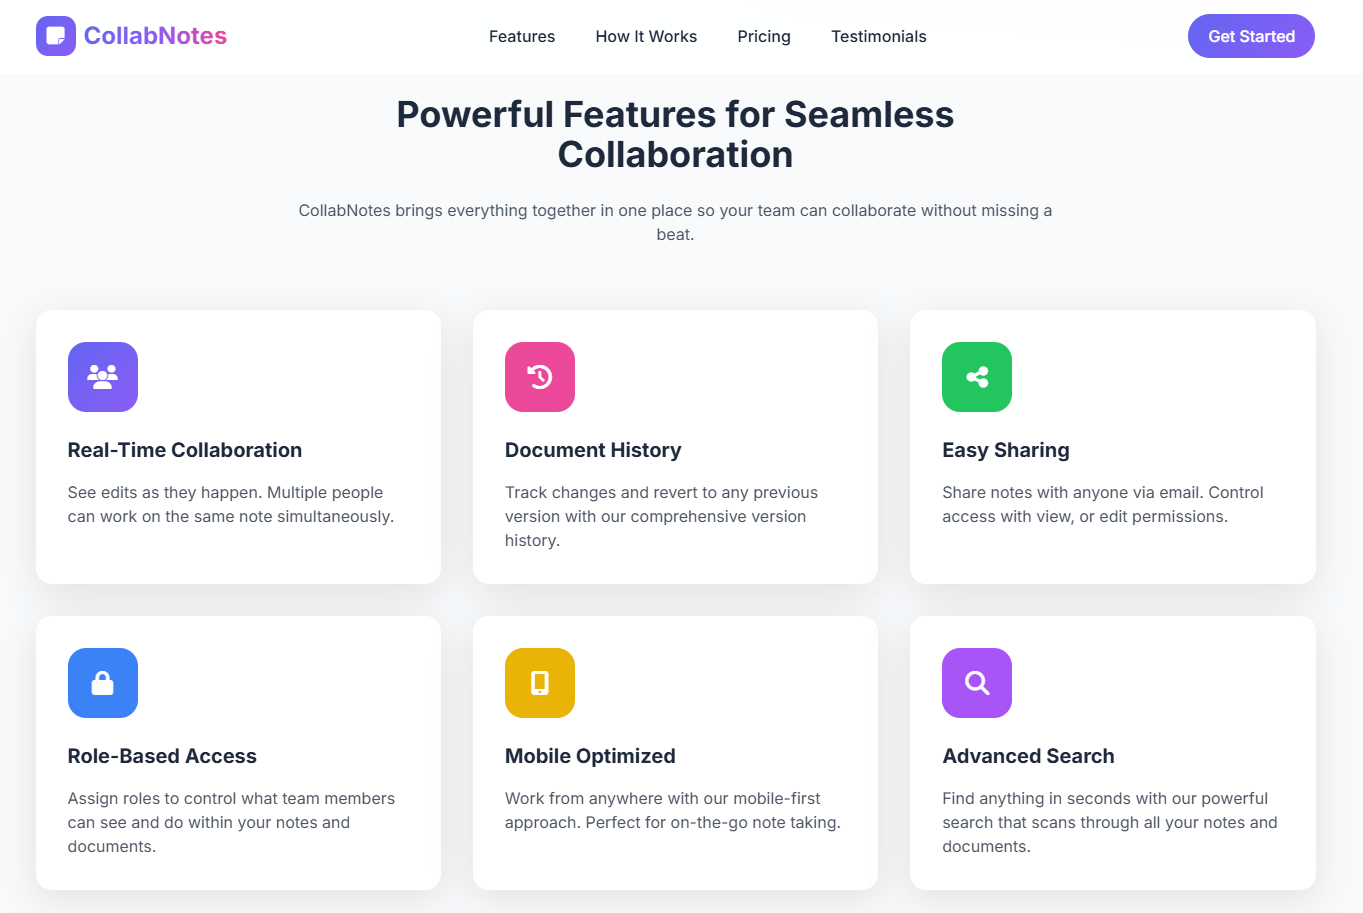 CollabNotes
Features
How It Works
Pricing
Testimonials
Get Started
Powerful Features for Seamless
Collaboration
CollabNotes brings everything together in one place so your team can collaborate without missing a
beat.
Real-Time Collaboration
See edits as they happen. Multiple people
can work on the same note simultaneously.
Document History
Track changes and revert to any previous
version with our comprehensive version
history.
Easy Sharing
Share notes with anyone via email. Control
access with view, or edit permissions.
Role-Based Access
Assign roles to control what team members
can see and do within your notes and
documents.
Mobile Optimized
Work from anywhere with our mobile-first
approach. Perfect for on-the-go note taking.
Advanced Search
Find anything in seconds with our powerful
search that scans through all your notes and
documents.